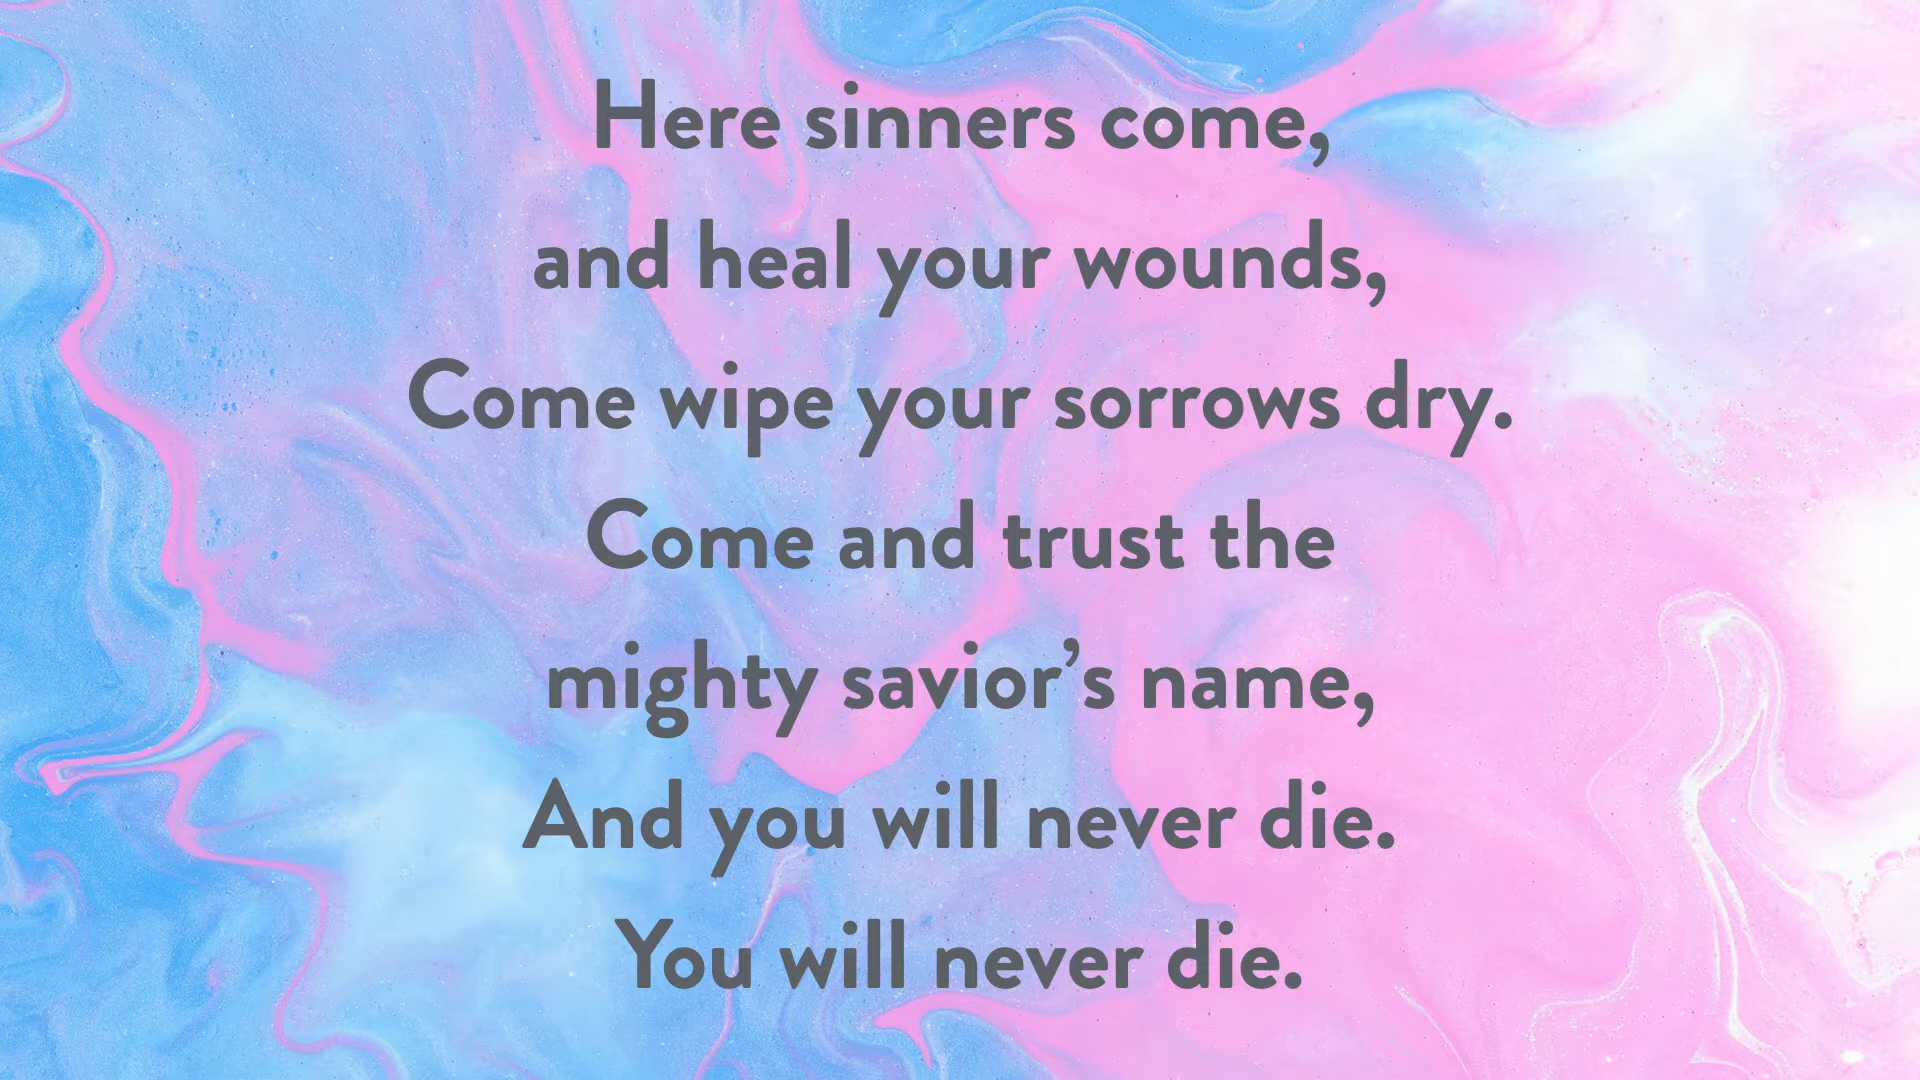 Here sinners come,
and heal your wounds,
Come wipe your sorrows dry.
Come and trust the
mighty savior’s name,
And you will never die.
You will never die.